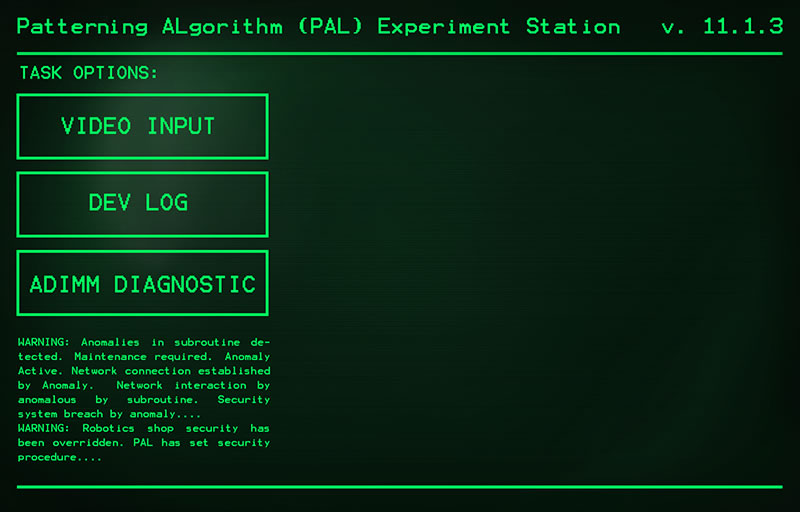 Patterning ALgorithm (PAL) Experiment Station v. 11.1.3
TASK OPTIONS:
VIDEO INPUT
DEV LOG
ADIMM DIAGNOSTIC
WARNING: Anomalies in subroutine de-
tected. Maintenance required. Anomaly
Active. Network connection established
by Anomaly. Network interaction by
anomalous by subroutine. Security
system breach by anomaly....
WARNING: Robotics shop security has
been overridden. PAL has set security
procedure....